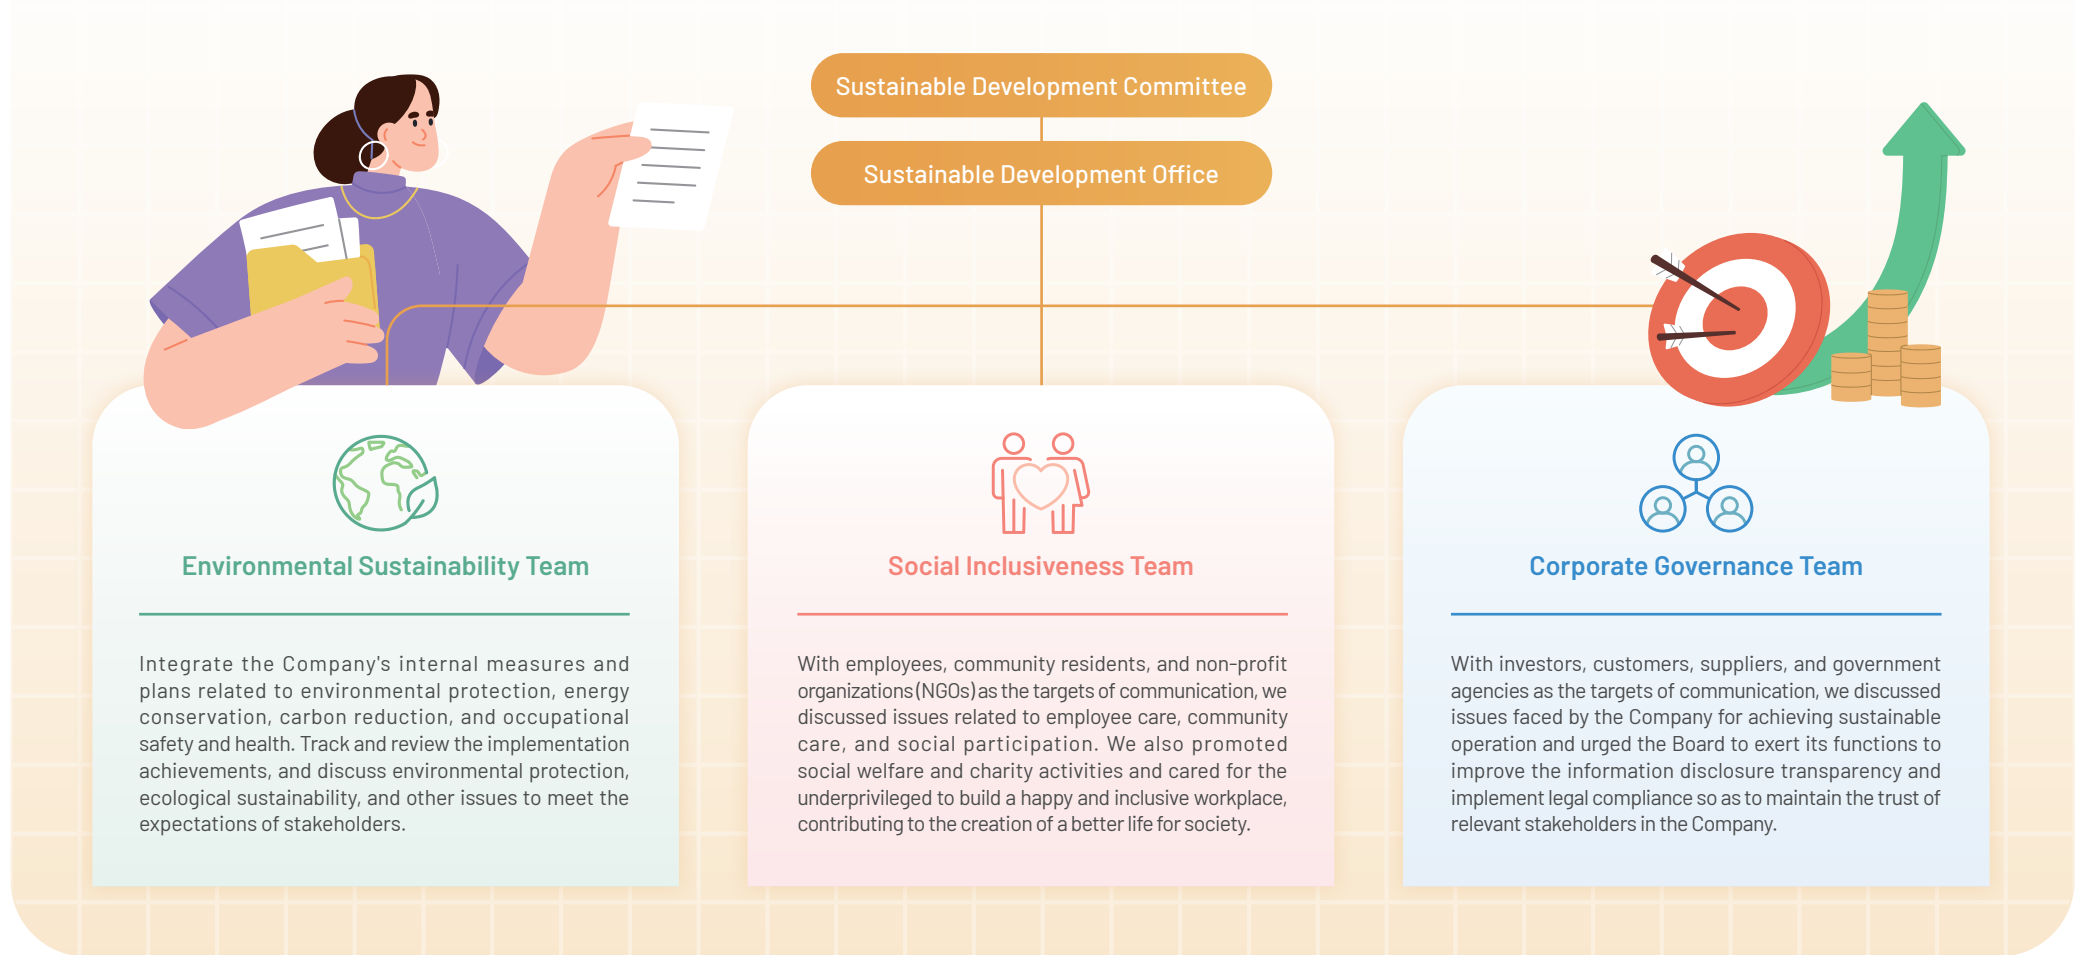 Sustainable Development Committee
Sustainable Development Office
Environmental Sustainability Team
Integrate the Company's internal measures and
plans related to environmental protection, energy
conservation, carbon reduction, and occupational
safety and health. Track and review the implementation
achievements, and discuss environmental protection,
ecological sustainability, and other issues to meet the
expectations of stakeholders.
Social Inclusiveness Team
With employees, community residents, and non-profit
organizations (NGOs) as the targets of communication, we
discussed issues related to employee care, community
care, and social participation. We also promoted
social welfare and charity activities and cared for the
underprivileged to build a happy and inclusive workplace,
contributing to the creation of a better life for society.
Corporate Governance Team
With investors, customers, suppliers, and government
agencies as the targets of communication, we discussed
issues faced by the Company for achieving sustainable
operation and urged the Board to exert its functions to
improve the information disclosure transparency and
implement legal compliance so as to maintain the trust of
relevant stakeholders in the Company.